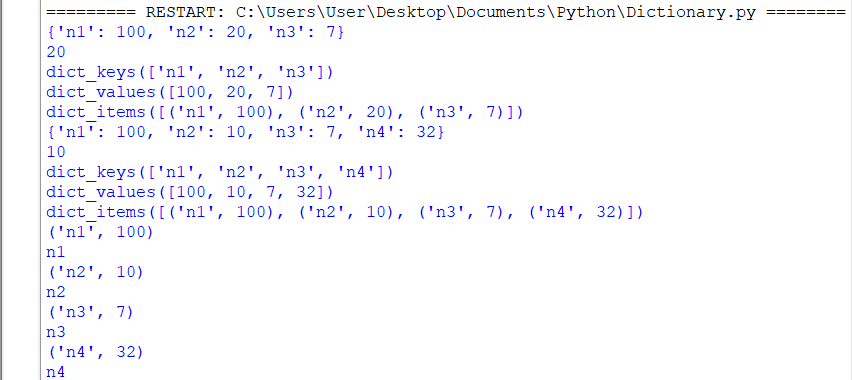 ========= RESTART: C:\Users\User\Desktop\Documents\Python\Dictionary.py ========
{'n1': 100, 'n2': 20, 'n3': 7}
20
dict_keys(['n1', 'n2', 'n3'])
dict_values([100, 20, 7])
dict_items([('n1', 100), ('n2', 20), ('n3', 7)])
{'n1': 100, 'n2': 10, 'n3': 7, 'n4': 32}
10
dict_keys(['n1', 'n2', 'n3', 'n4'])
dict_values([100, 10, 7, 32])
dict_items([('n1', 100), ('n2', 10), ('n3', 7), ('n4', 32)])
('n1', 100)
n1
('n2', 10)
n2
('n3', 7)
n3
('n4', 32)
n4